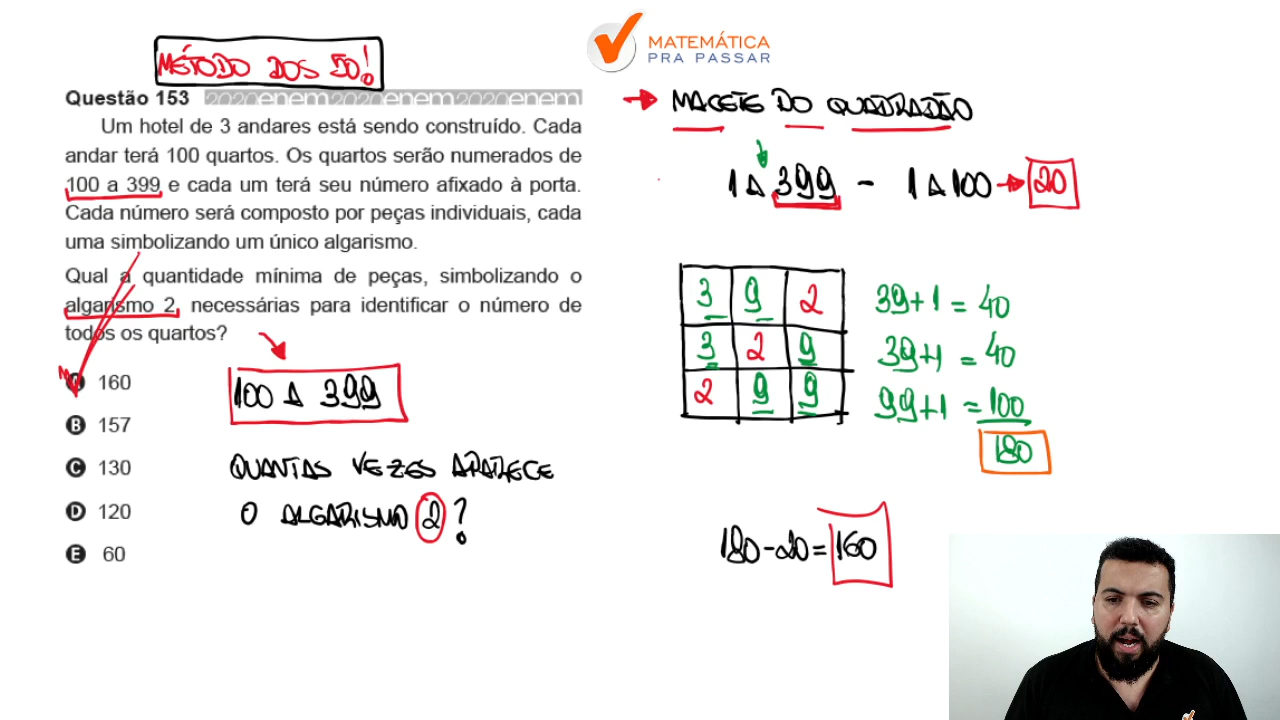 MÉTODO DOS 50!
MATEMÁTICA
PRA PASSAR
Questão 153 2020enem2020enem2020enem
Um hotel de 3 andares está sendo construído. Cada
andar terá 100 quartos. Os quartos serão numerados de
100 a 399 e cada um terá seu número afixado à porta.
Cada número será composto por peças individuais, cada
uma simbolizando um único algarismo.
Qual a quantidade mínima de peças, simbolizando o
algarismo 2, necessárias para identificar o número de
todos os quartos?
A 160
B 157
C 130
D 120
E 60
100 A 399
QUANTAS VEZES APARECE
O ALGARISMO 2?
MACETE DO QUADRADÃO
1 A 399 - 1 A 100 → 20
3 9 2 39+1 = 40
3 2 9 39+1 = 40
2 9 9 99+1 = 100
180
180-20= 160